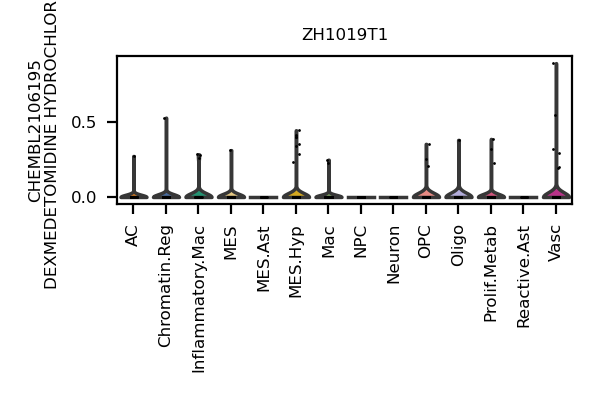 ZH1019T1
CHEMBL2106195
DEXMEDETOMIDINE HYDROCHLOR
0.5
0.0
AC
Chromatin.Reg
Inflammatory.Mac
MES
MES.Ast
MES.Hyp
Mac
NPC
Neuron
OPC
Oligo
Prolif.Metab
Reactive.Ast
Vasc